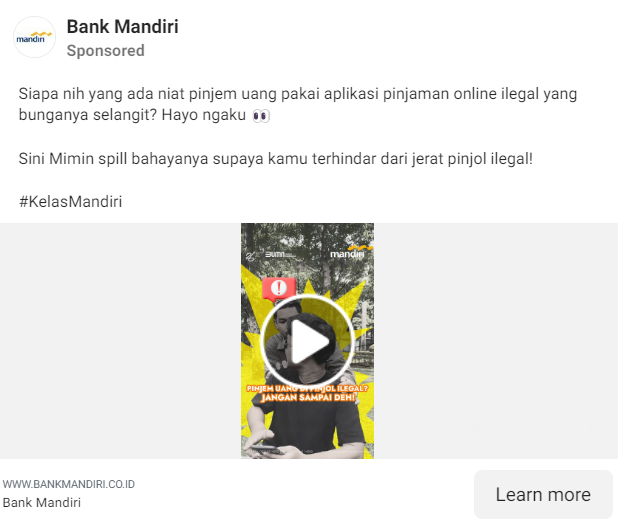 Bank Mandiri
Sponsored
mandiri
Siapa nih yang ada niat pinjem uang pakai aplikasi pinjaman online ilegal yang
bunganya selangit? Hayo ngaku 👀
Sini Mimin spill bahayanya supaya kamu terhindar dari jerat pinjol ilegal!
#KelasMandiri
BUMN
mandiri
PINJEM UANG DI PINJOL ILEGAL?
JANGAN SAMPAI DEH!
WWW.BANKMANDIRI.CO.ID
Bank Mandiri
Learn more